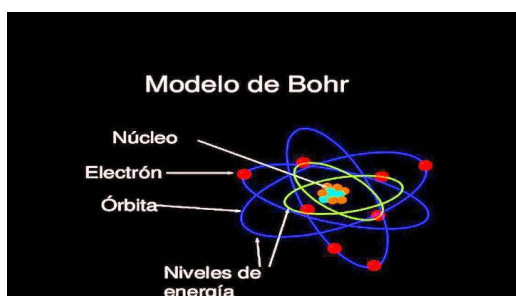 Modelo de Bohr
Núcleo
Electrón
Órbita
Niveles de
energía